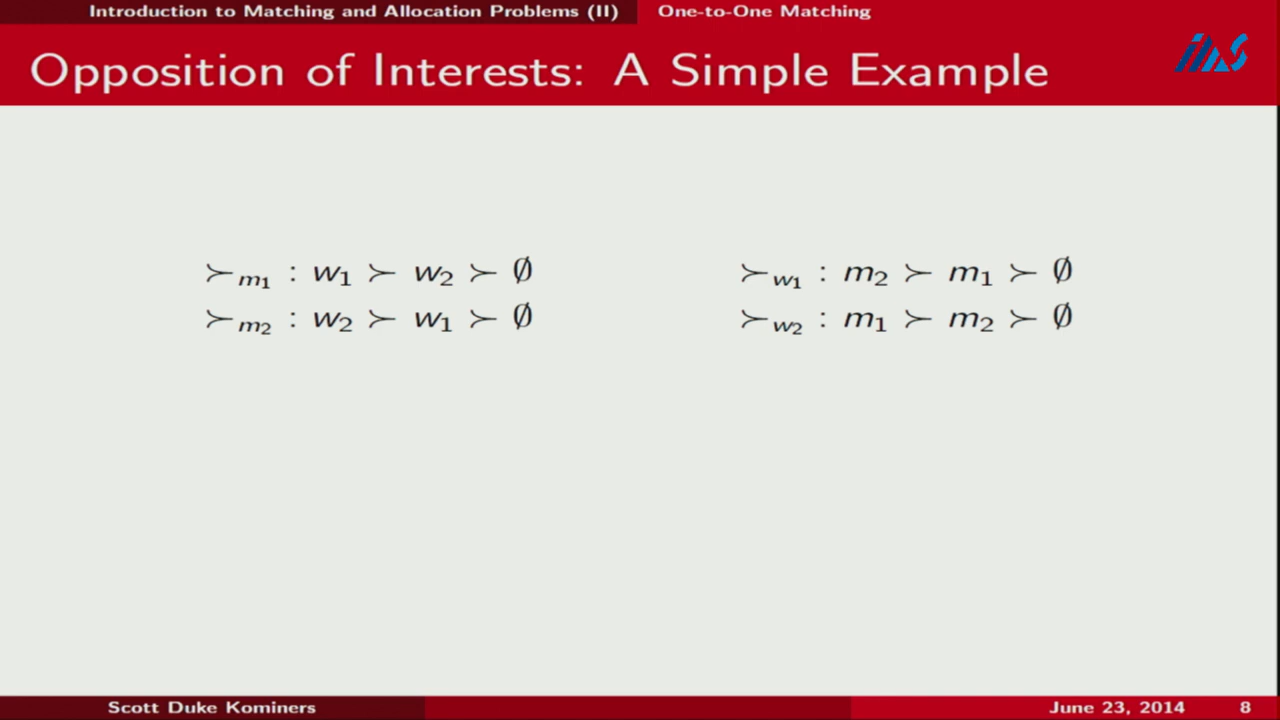 Introduction to Matching and Allocation Problems (II) One-to-One Matching
Opposition of Interests: A Simple Example
IIAS
≻m₁ : w₁ ≻ w₂ ≻ ∅
≻w₁ : m₂ ≻ m₁ ≻ ∅
≻m₂ : w₂ ≻ w₁ ≻ ∅
≻w₂ : m₁ ≻ m₂ ≻ ∅
Scott Duke Kominers June 23, 2014 8